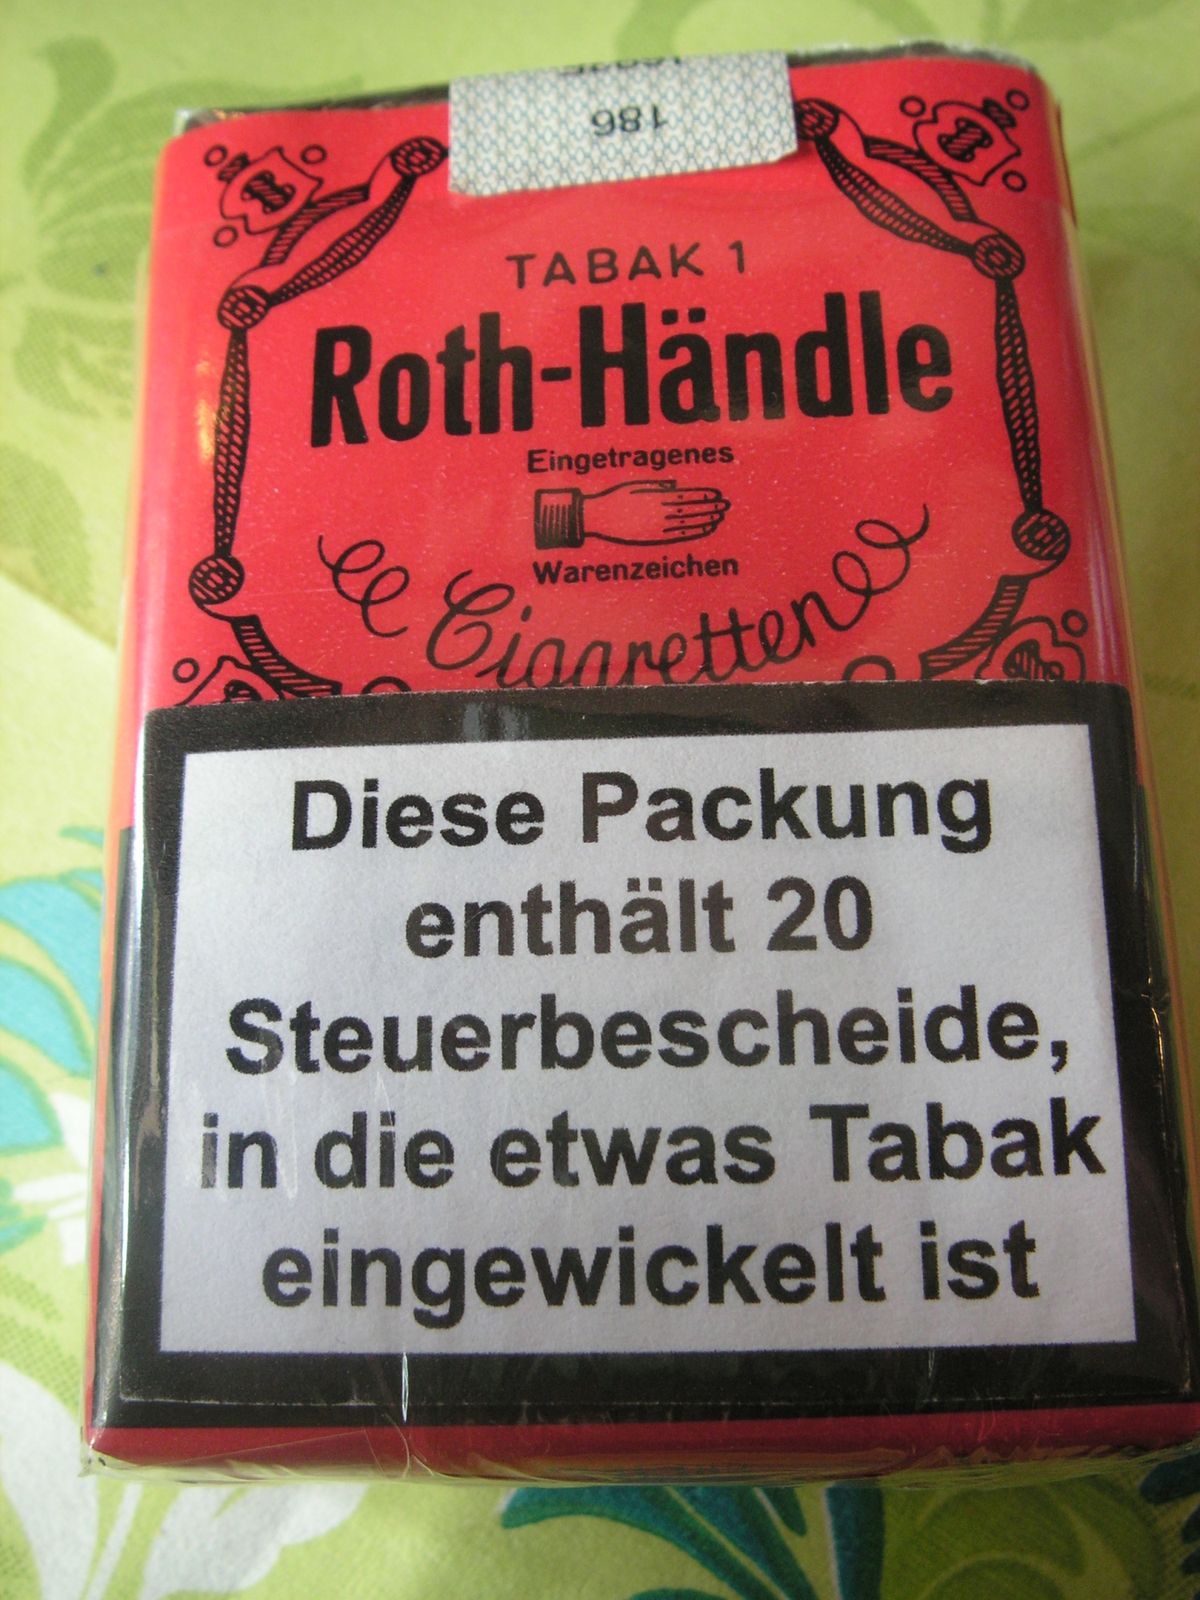 186
TABAK 1
Roth-Händle
Eingetragenes
Warenzeichen
Cigaretten
Diese Packung
enthält 20
Steuerbescheide,
in die etwas Tabak
eingewickelt ist